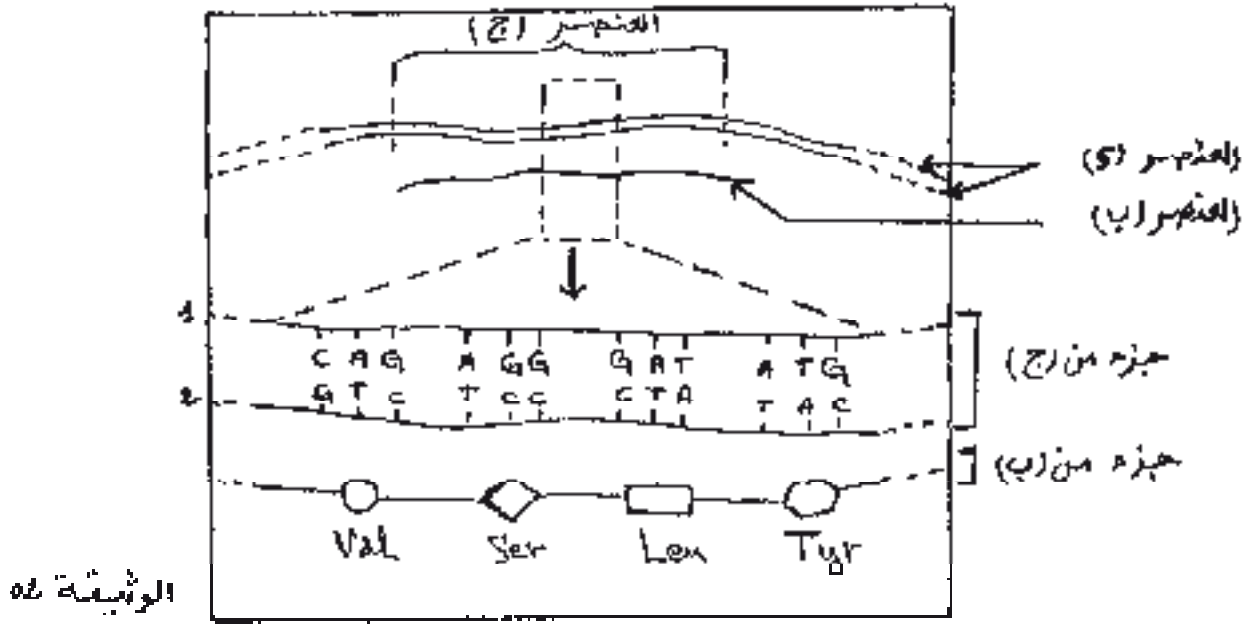 العنصر (ج)
العنصر (S)
العنصر (ب)
1
C A G A G G G A T A T G
G T C T C C C T A T A C
2
جزء من (ج)
جزء من (ب)
Val Ser Leu Tyr
الوثيقة 02